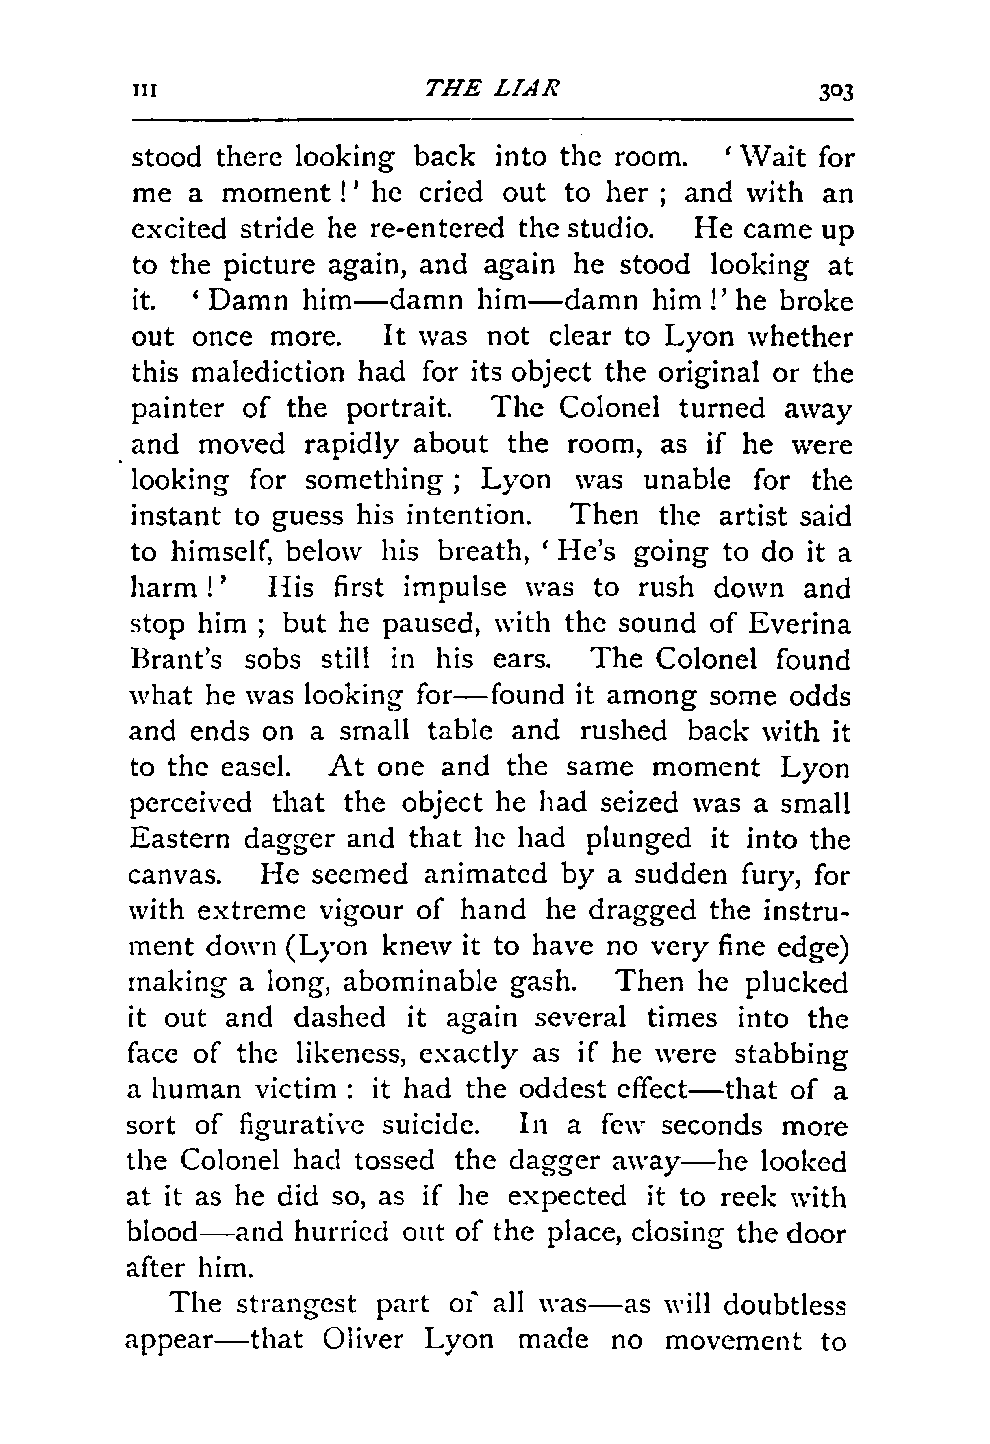 III THE LIAR 303
stood there looking back into the room. ‘ Wait for
me a moment !’ he cried out to her ; and with an
excited stride he re-entered the studio. He came up
to the picture again, and again he stood looking at
it. ‘ Damn him—damn him—damn him !’ he broke
out once more. It was not clear to Lyon whether
this malediction had for its object the original or the
painter of the portrait. The Colonel turned away
and moved rapidly about the room, as if he were
looking for something ; Lyon was unable for the
instant to guess his intention. Then the artist said
to himself, below his breath, ‘ He’s going to do it a
harm !’ His first impulse was to rush down and
stop him ; but he paused, with the sound of Everina
Brant’s sobs still in his ears. The Colonel found
what he was looking for—found it among some odds
and ends on a small table and rushed back with it
to the easel. At one and the same moment Lyon
perceived that the object he had seized was a small
Eastern dagger and that he had plunged it into the
canvas. He seemed animated by a sudden fury, for
with extreme vigour of hand he dragged the instru-
ment down (Lyon knew it to have no very fine edge)
making a long, abominable gash. Then he plucked
it out and dashed it again several times into the
face of the likeness, exactly as if he were stabbing
a human victim : it had the oddest effect—that of a
sort of figurative suicide. In a few seconds more
the Colonel had tossed the dagger away—he looked
at it as he did so, as if he expected it to reek with
blood—and hurried out of the place, closing the door
after him.
The strangest part of all was—as will doubtless
appear—that Oliver Lyon made no movement to